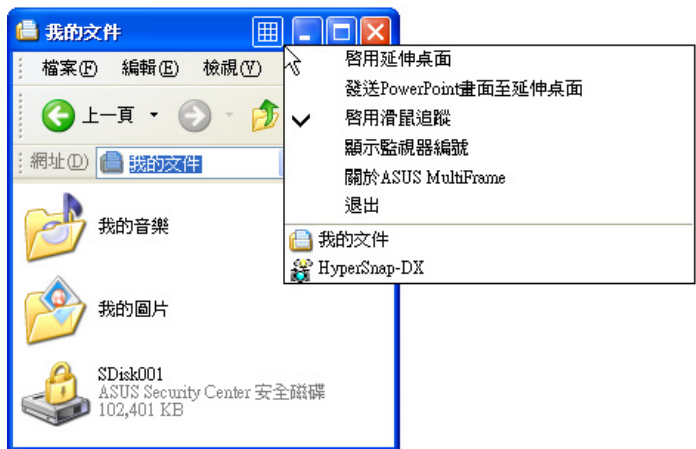 我的文件
檔案(F) 編輯(E) 檢視(V)
上一頁
網址(D) 我的文件
我的音樂
我的圖片
SDisk001
ASUS Security Center 安全磁碟
102,401 KB
啓用延伸桌面
發送PowerPoint畫面至延伸桌面
啓用滑鼠追蹤
顯示監視器編號
關於ASUS MultiFrame
退出
我的文件
HyperSnap-DX